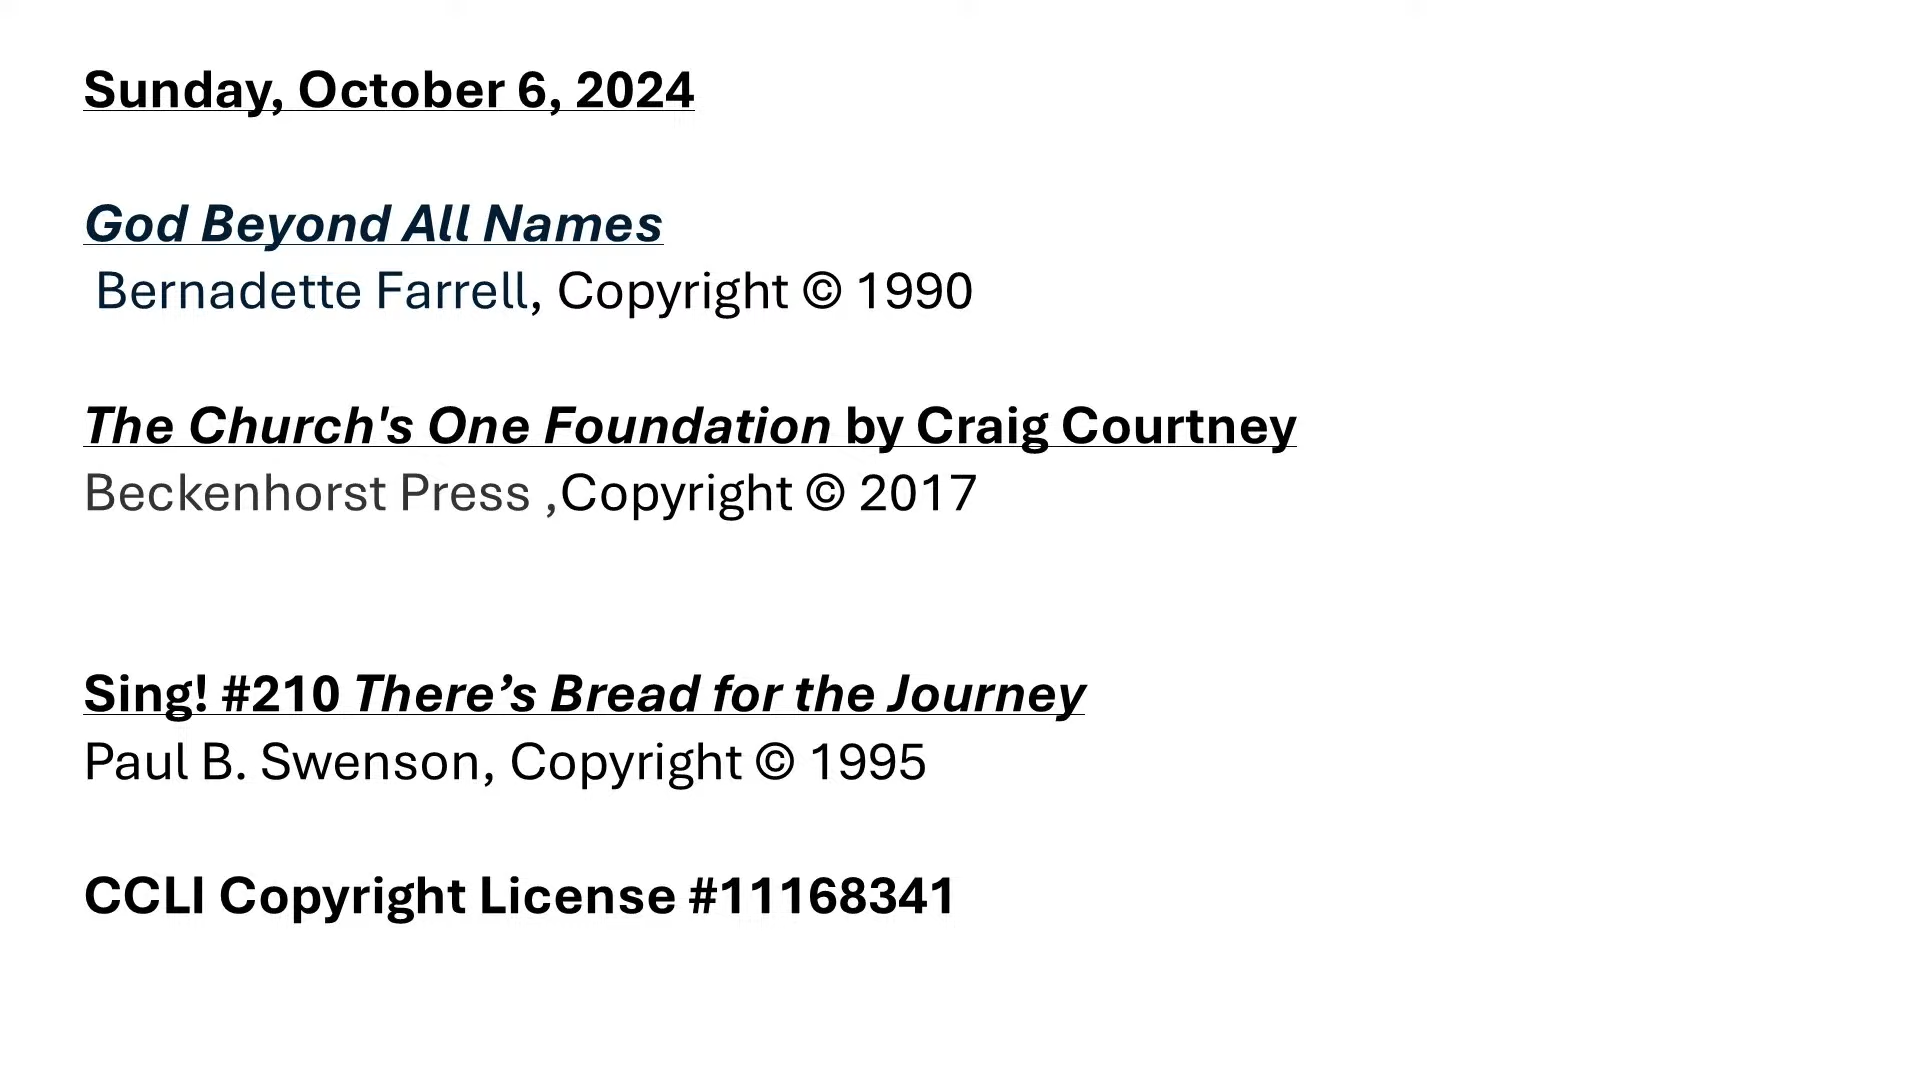 Sunday, October 6, 2024
God Beyond All Names
Bernadette Farrell, Copyright © 1990
The Church's One Foundation by Craig Courtney
Beckenhorst Press ,Copyright © 2017
Sing! #210 There’s Bread for the Journey
Paul B. Swenson, Copyright © 1995
CCLI Copyright License #11168341